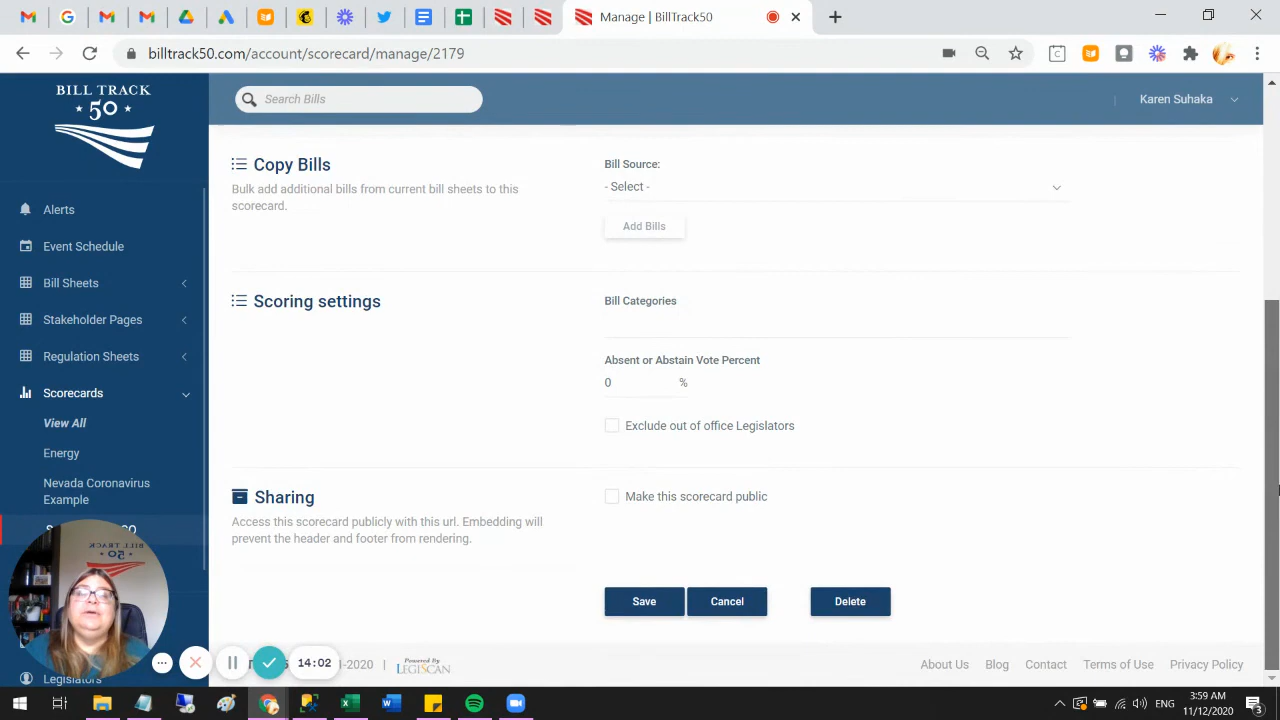 Manage | BillTrack50
billtrack50.com/account/scorecard/manage/2179
BILL TRACK
50
Search Bills
Karen Suhaka
Alerts
Event Schedule
Bill Sheets
Stakeholder Pages
Regulation Sheets
Scorecards
View All
Energy
Nevada Coronavirus
Example
Legislators
Copy Bills
Bulk add additional bills from current bill sheets to this
scorecard.
Bill Source:
- Select -
Add Bills
Scoring settings
Bill Categories
Absent or Abstain Vote Percent
0 %
Exclude out of office Legislators
Sharing
Access this scorecard publicly with this url. Embedding will
prevent the header and footer from rendering.
Make this scorecard public
Save
Cancel
Delete
14:02
-2020 |
Powered By
LEGISCAN
About Us
Blog
Contact
Terms of Use
Privacy Policy
ENG
3:59 AM
11/12/2020
3